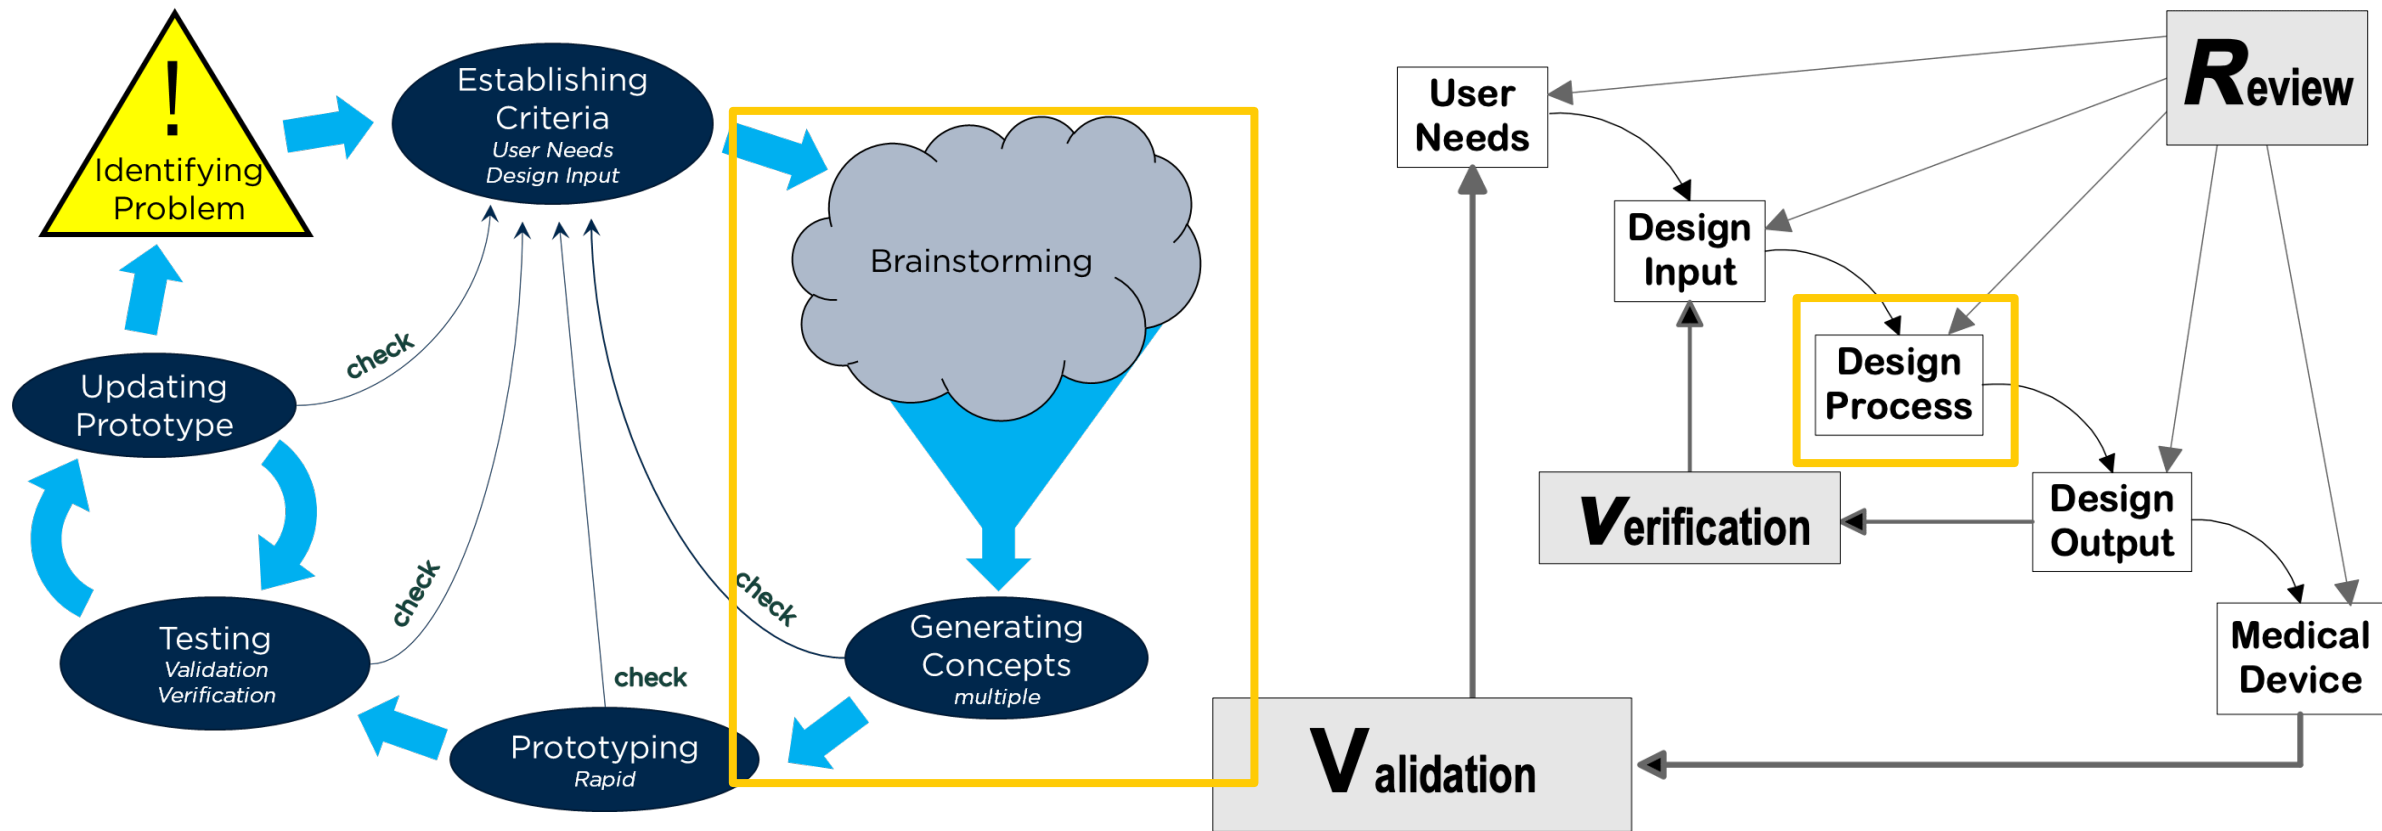 !
Identifying
Problem
Establishing
Criteria
User Needs
Design Input
Brainstorming
Generating
Concepts
multiple
check
Prototyping
Rapid
check
Testing
Validation
Verification
check
Updating
Prototype
check
Review
User
Needs
Design
Input
Design
Process
Design
Output
Medical
Device
Verification
Validation